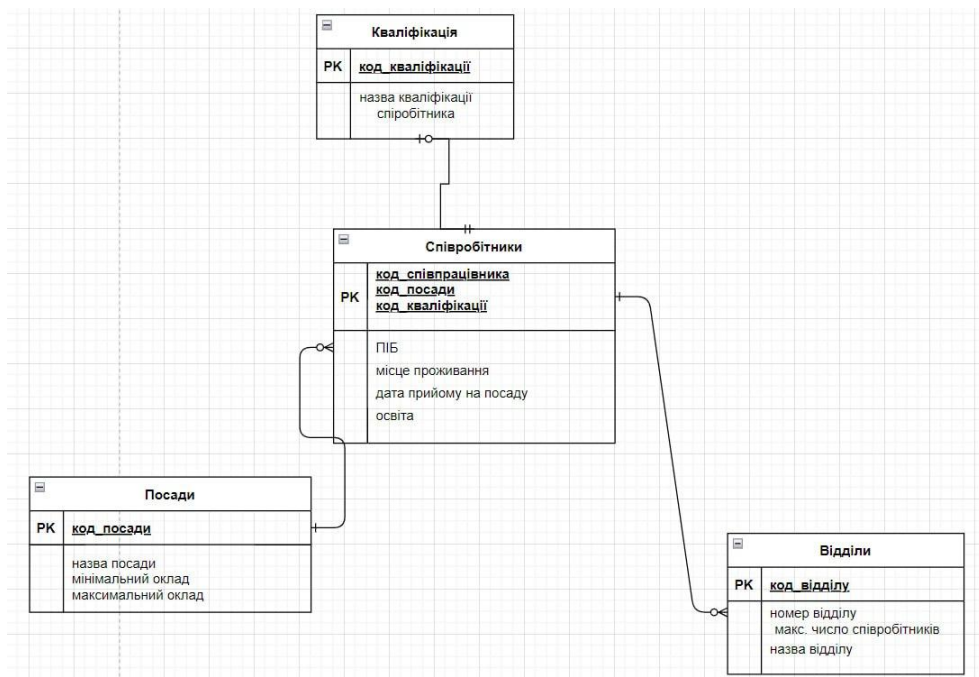 Кваліфікація
PK код_кваліфікації
назва кваліфікації
спіробітника
Співробітники
код_співпрацівника
PK код_посади
код_кваліфікації
ПІБ
місце проживання
дата прийому на посаду
освіта
Посади
PK код_посади
назва посади
мінімальний оклад
максимальний оклад
Відділи
PK код_відділу
номер відділу
макс. число співробітників
назва відділу